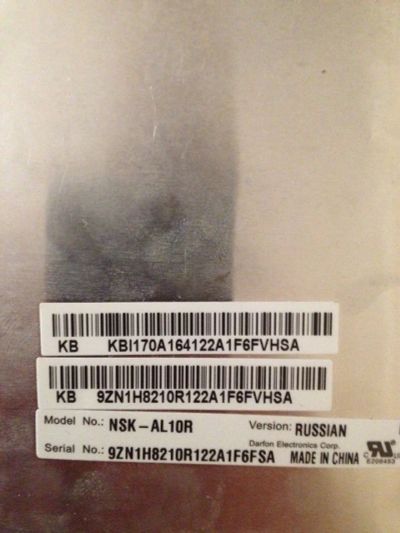 KB KBI170A164122A1F6FVHSA
KB 9ZN1H8210R122A1F6FVHSA
Model No.: NSK-AL10R Version: RUSSIAN
Darfon Electronics Corp.
Serial No.: 9ZN1H8210R122A1F6FSA MADE IN CHINA